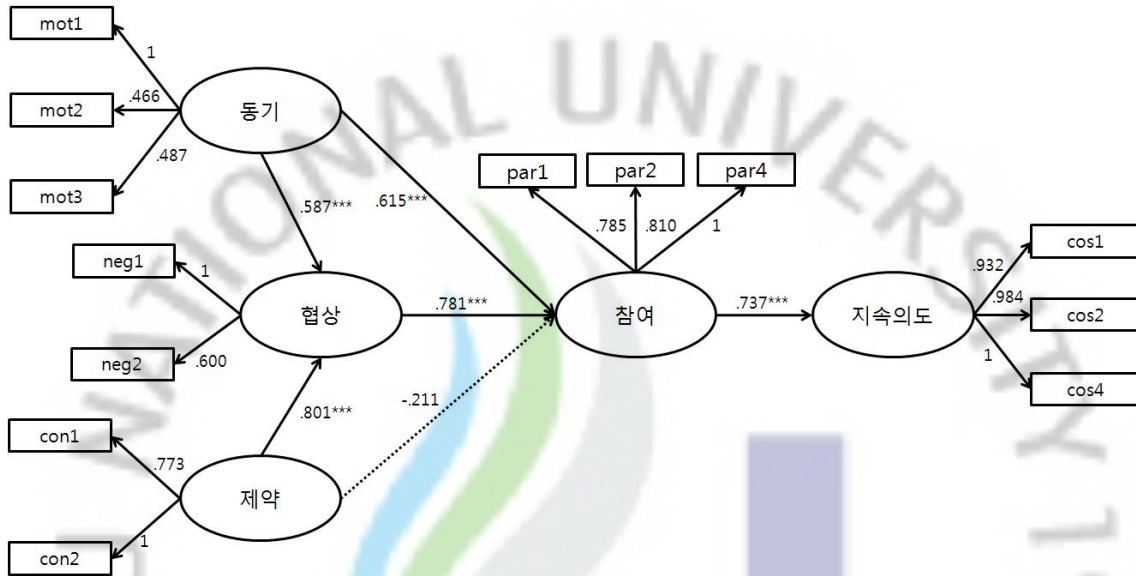 mot1
1
mot2
.466
mot3
.487
동기
.587***
.615***
neg1
1
neg2
.600
협상
.781***
con1
.773
con2
1
제약
.801***
-.211
par1
par2
par4
.785
.810
1
참여
.737***
지속의도
cos1
.932
cos2
.984
cos4
1
NATIONAL UNIVERSITY